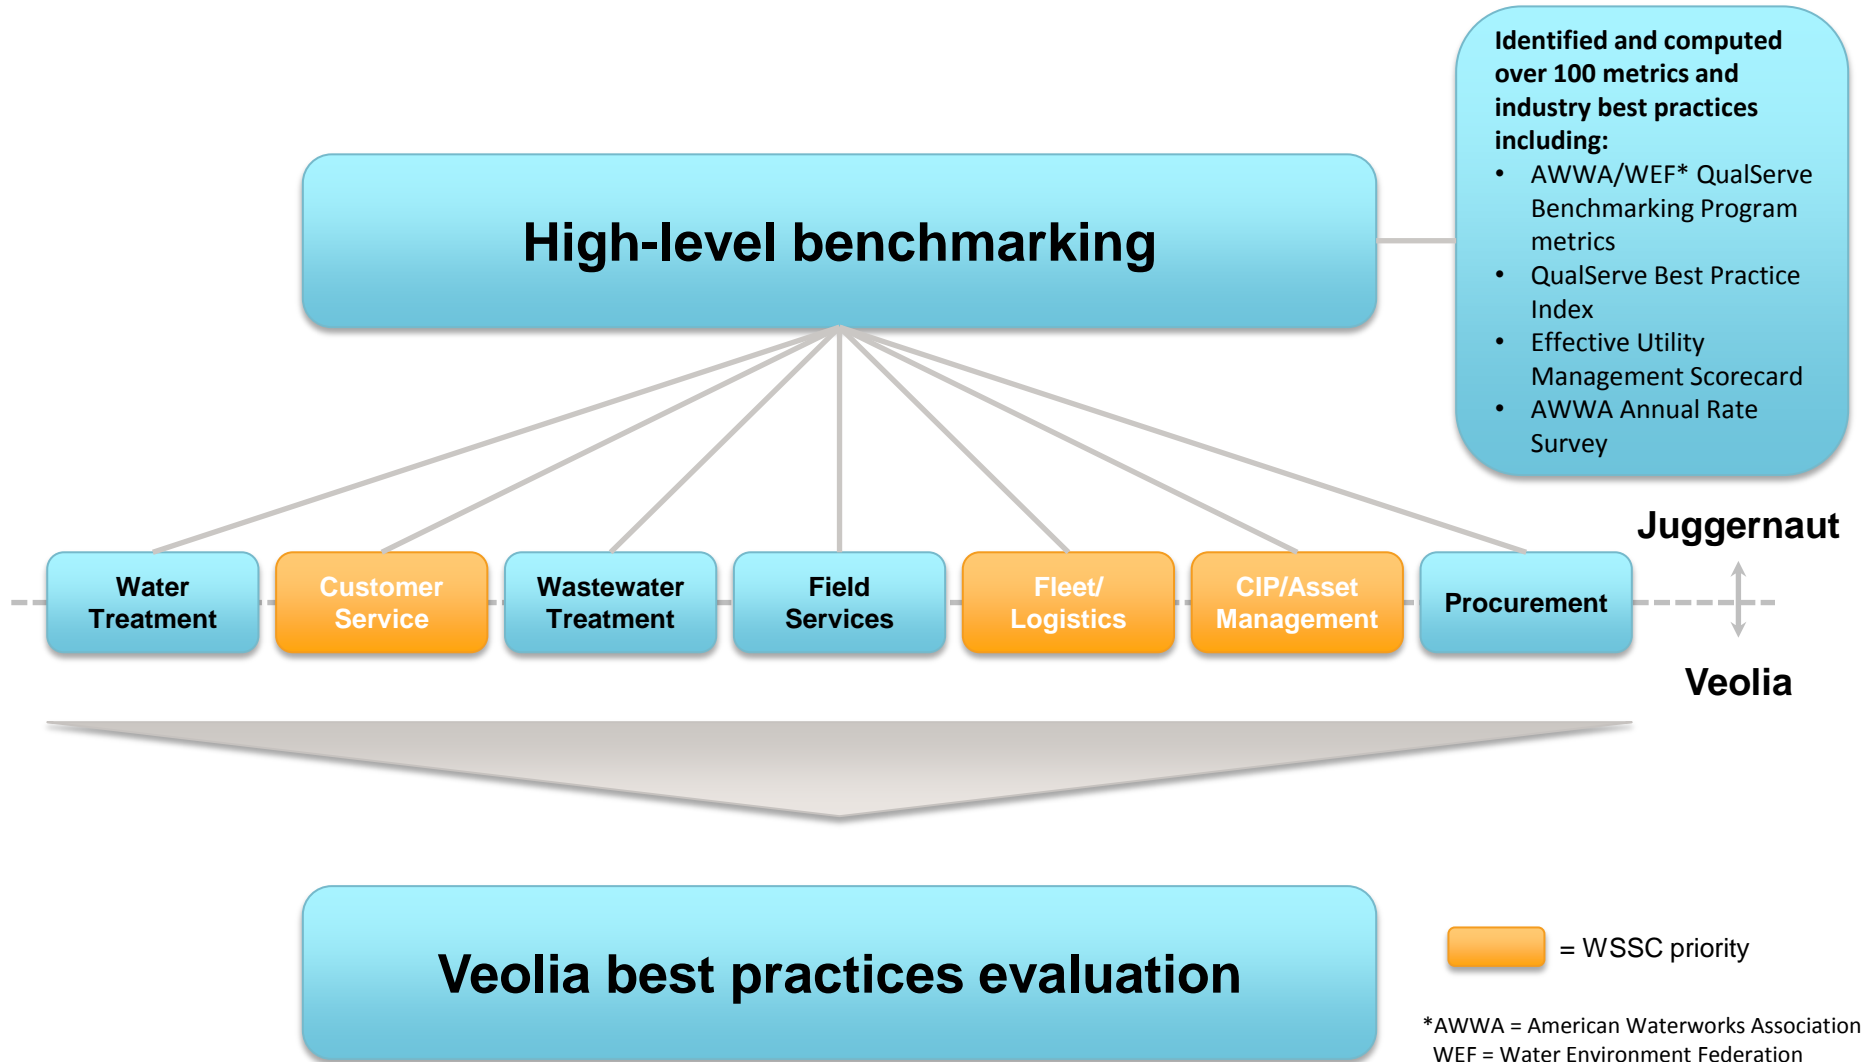 Identified and computed
over 100 metrics and
industry best practices
including:
• AWWA/WEF* QualServe
Benchmarking Program
metrics
• QualServe Best Practice
Index
• Effective Utility
Management Scorecard
• AWWA Annual Rate
Survey
High-level benchmarking
Juggernaut
Water
Treatment
Customer
Service
Wastewater
Treatment
Field
Services
Fleet/
Logistics
CIP/Asset
Management
Procurement
Veolia
Veolia best practices evaluation
= WSSC priority
*AWWA = American Waterworks Association
WEF = Water Environment Federation